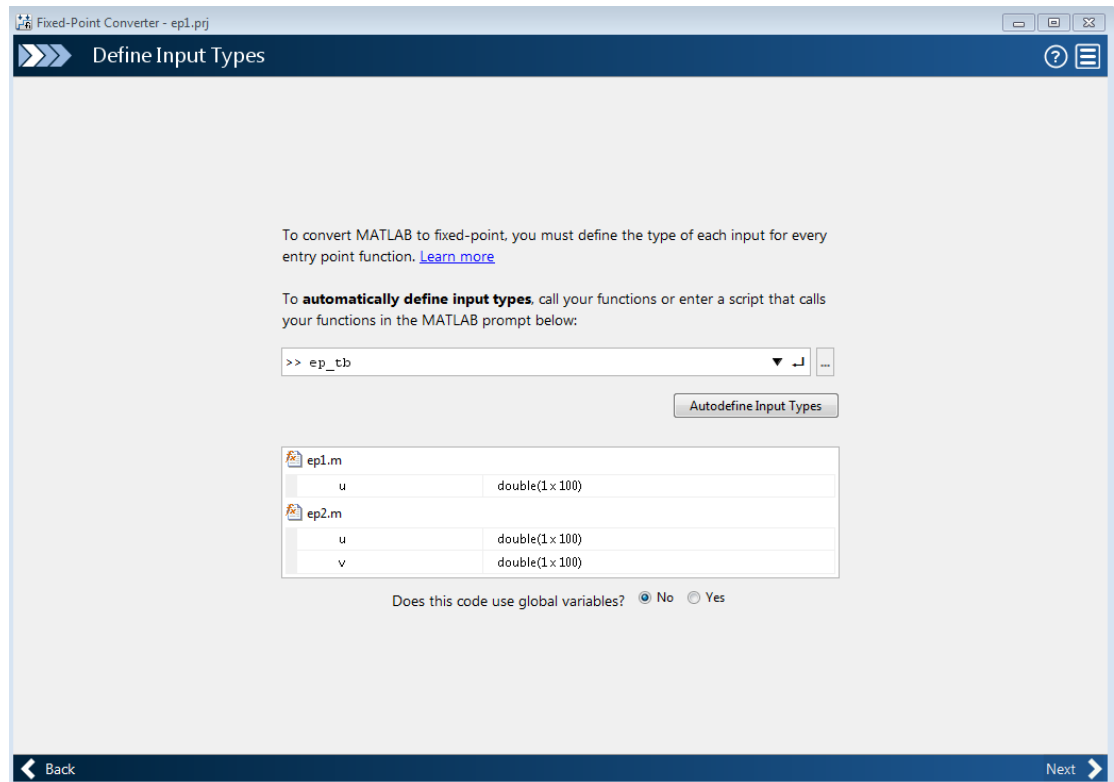 Fixed-Point Converter - ep1.prj
Define Input Types
To convert MATLAB to fixed-point, you must define the type of each input for every
entry point function. Learn more
To automatically define input types, call your functions or enter a script that calls
your functions in the MATLAB prompt below:
>> ep_tb
...
Autodefine Input Types
ep1.m
u double(1 x 100)
ep2.m
u double(1 x 100)
v double(1 x 100)
Does this code use global variables? No Yes
Back Next